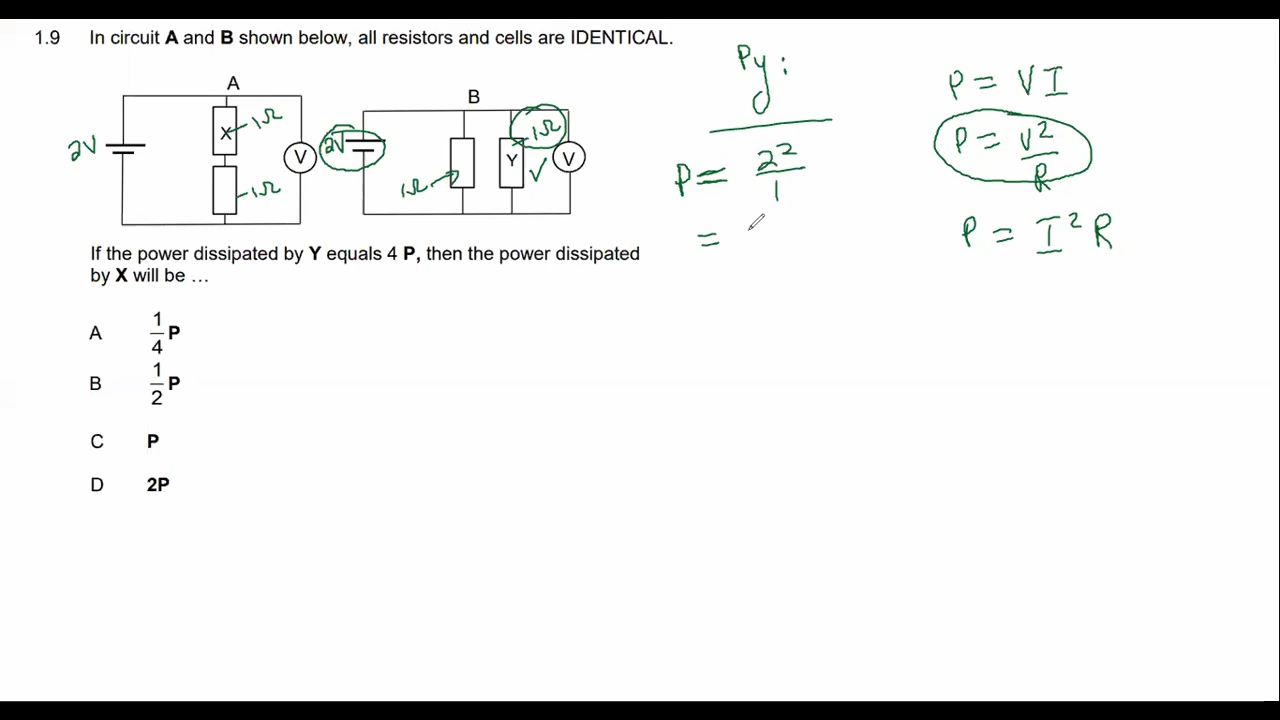 1.9 In circuit A and B shown below, all resistors and cells are IDENTICAL.
A
X
1Ω
2V
1Ω
V
B
2V
1Ω
1Ω
Y
V
V
If the power dissipated by Y equals 4 P, then the power dissipated
by X will be ...
A 1/4 P
B 1/2 P
C P
D 2P
Py:
P = 2²/1
=
P = VI
P = V²/R
P = I²R